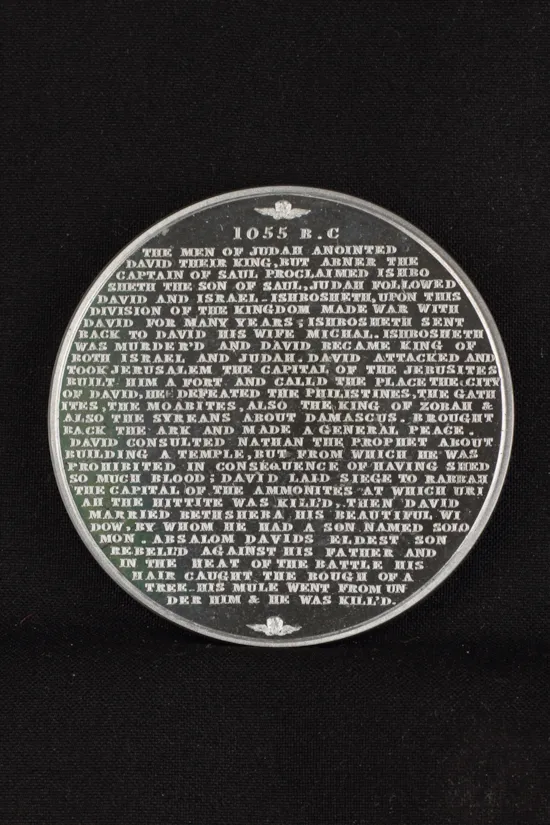 1055 B.C
THE MEN OF JUDAH ANOINTED
DAVID THEIR KING, BUT ABNER THE
CAPTAIN OF SAUL PROCLAIMED ISHBO
SHETH THE SON OF SAUL, JUDAH FOLLOWED
DAVID AND ISRAEL - ISHBOSHETH, UPON THIS
DIVISION OF THE KINGDOM MADE WAR WITH
DAVID FOR MANY YEARS; ISHBOSHETH SENT
BACK TO DAVID HIS WIFE MICHAL. ISHBOSHETH
WAS MURDER'D AND DAVID BECAME KING OF
BOTH ISRAEL AND JUDAH. DAVID ATTACKED AND
TOOK JERUSALEM THE CAPITAL OF THE JEBUSITES
BUILT HIM A FORT AND CALL'D THE PLACE THE CITY
OF DAVID, HE DEFEATED THE PHILISTINES, THE GATH
ITES, THE MOABITES, ALSO THE KING OF ZOBAH &
ALSO THE SYREANS ABOUT DAMASCUS. BROUGHT
BACK THE ARK AND MADE A GENERAL PEACE.
DAVID CONSULTED NATHAN THE PROPHET ABOUT
BUILDING A TEMPLE, BUT FROM WHICH HE WAS
PROHIBITED IN CONSEQUENCE OF HAVING SHED
SO MUCH BLOOD; DAVID LAID SIEGE TO RABBAH
THE CAPITAL OF THE AMMONITES AT WHICH URI
AH THE HITTITE WAS KILL'D. THEN DAVID
MARRIED BETHSHEBA HIS BEAUTIFUL WI
DOW, BY WHOM HE HAD A SON NAMED SOLO
MON. ABSALOM DAVIDS ELDEST SON
REBELL'D AGAINST HIS FATHER AND
IN THE HEAT OF THE BATTLE HIS
HAIR CAUGHT THE BOUGH OF A
TREE - HIS MULE WENT FROM UN
DER HIM & HE WAS KILL'D.